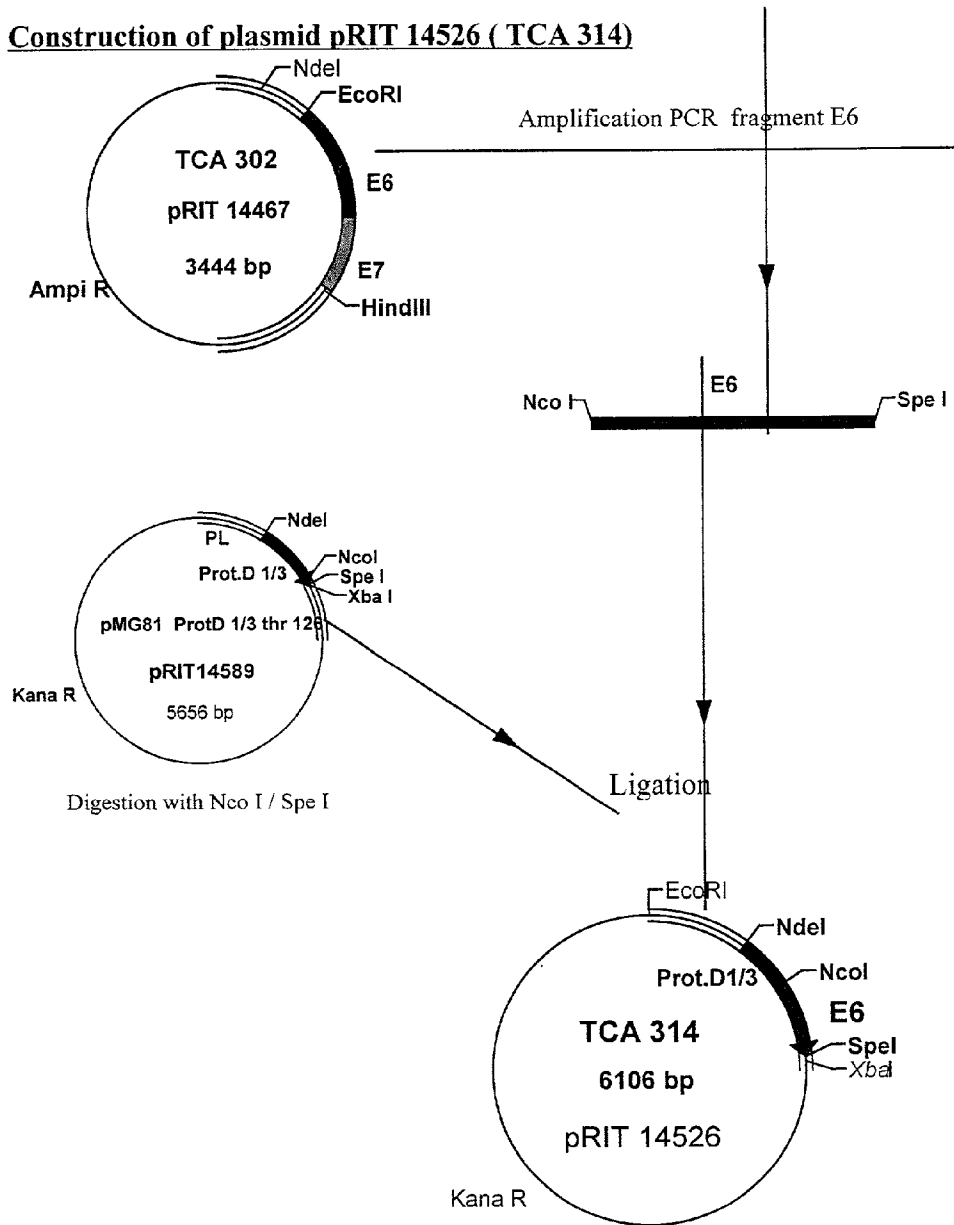 Construction of plasmid pRIT 14526 ( TCA 314)
NdeI
EcoRI
Amplification PCR fragment E6
TCA 302
E6
pRIT 14467
3444 bp
E7
Ampi R
HindIII
E6
Nco I
Spe I
NdeI
PL
NcoI
Prot.D 1/3
Spe I
Xba I
pMG81 ProtD 1/3 thr 126
pRIT14589
Kana R
5656 bp
Digestion with Nco I / Spe I
Ligation
EcoRI
NdeI
Prot.D1/3
NcoI
E6
TCA 314
SpeI
XbaI
6106 bp
pRIT 14526
Kana R